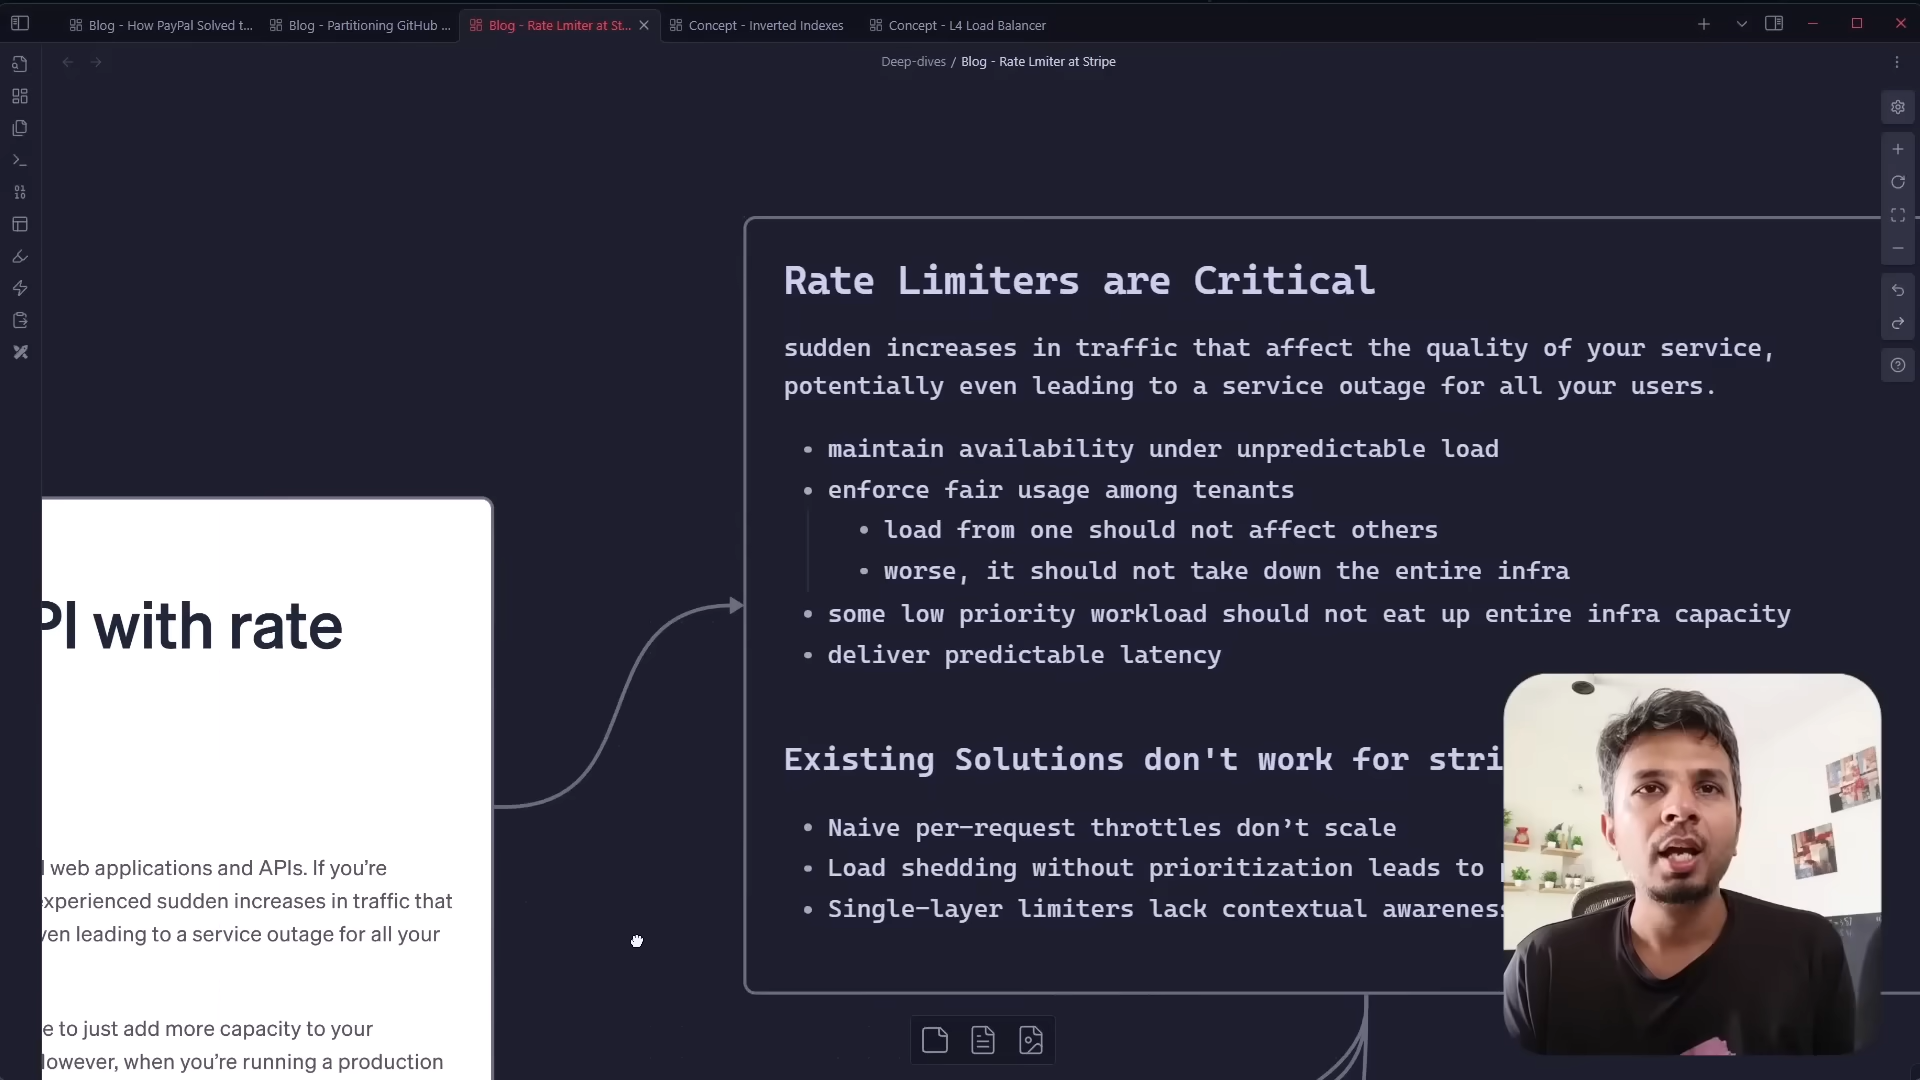 Blog - How PayPal Solved t...
Blog - Partitioning GitHub ...
Blog - Rate Lmiter at St...
Concept - Inverted Indexes
Concept - L4 Load Balancer
Deep-dives / Blog - Rate Lmiter at Stripe
Rate Limiters are Critical
sudden increases in traffic that affect the quality of your service,
potentially even leading to a service outage for all your users.
• maintain availability under unpredictable load
• enforce fair usage among tenants
• load from one should not affect others
• worse, it should not take down the entire infra
• some low priority workload should not eat up entire infra capacity
• deliver predictable latency
Existing Solutions don't work for stri
• Naive per-request throttles don't scale
• Load shedding without prioritization leads to
• Single-layer limiters lack contextual awareness
PI with rate
web applications and APIs. If you're
experienced sudden increases in traffic that
ven leading to a service outage for all your
e to just add more capacity to your
However, when you're running a production